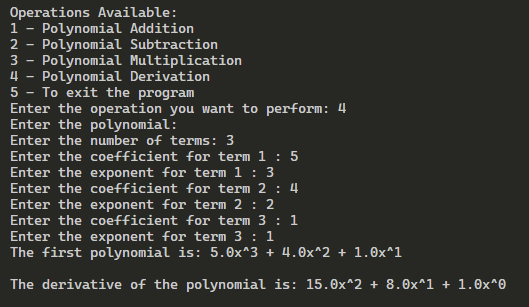 Operations Available:
1 - Polynomial Addition
2 - Polynomial Subtraction
3 - Polynomial Multiplication
4 - Polynomial Derivation
5 - To exit the program
Enter the operation you want to perform: 4
Enter the polynomial:
Enter the number of terms: 3
Enter the coefficient for term 1 : 5
Enter the exponent for term 1 : 3
Enter the coefficient for term 2 : 4
Enter the exponent for term 2 : 2
Enter the coefficient for term 3 : 1
Enter the exponent for term 3 : 1
The first polynomial is: 5.0x^3 + 4.0x^2 + 1.0x^1
The derivative of the polynomial is: 15.0x^2 + 8.0x^1 + 1.0x^0